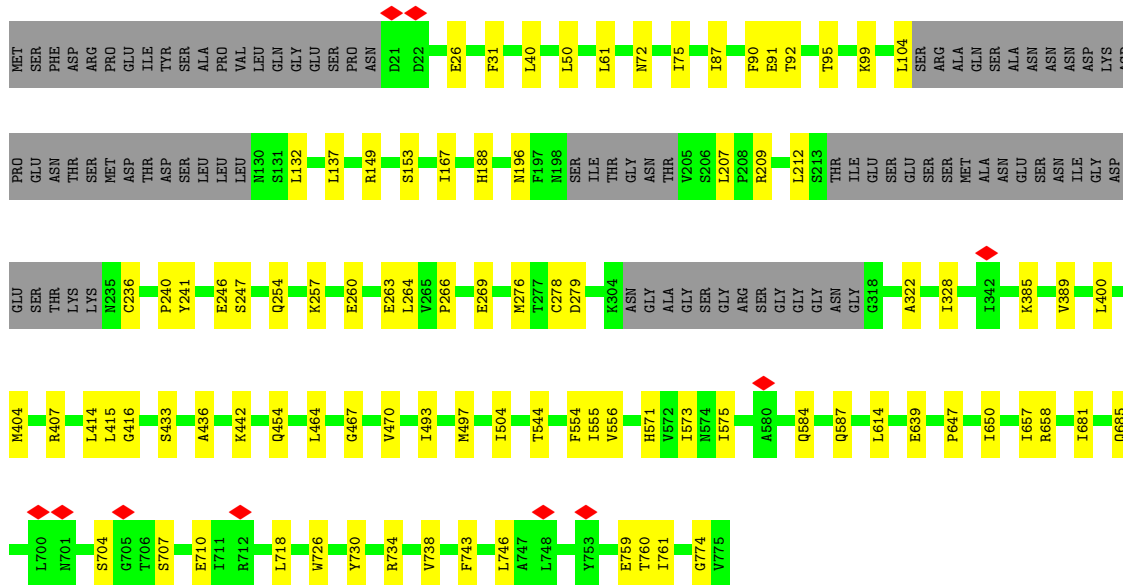 MET SER PHE ASP ARG PRO GLU ILE TYR SER ALA PRO VAL LEU GLN GLY GLU SER PRO ASN D21 D22 E26 F31 L40 L50 L61 N72 I75 I87 F90 E91 T92 T95 K99 L104 SER ARG ALA GLN SER ALA ASN ASN ASN ASP LYS
PRO GLU ASN THR SER MET ASP THR ASP SER LEU LEU LEU N130 S131 L132 L137 R149 S153 I167 H188 N196 F197 N198 SER ILE THR GLY ASN THR V205 S206 L207 P208 R209 L212 S213 THR ILE GLU SER GLU SER SER MET ALA ASN GLU SER ASN ILE GLY ASP
GLU SER THR LYS LYS N235 C236 P240 Y241 E246 S247 Q254 K257 E260 E263 L264 V265 P266 E269 M276 T277 C278 D279 K304 ASN GLY ALA GLY SER GLY ARG SER GLY GLY GLY ASN GLY G318 A322 I328 I342 K385 V389 L400
M404 R407 L414 L415 G416 S433 A436 K442 Q454 L464 G467 V470 I493 M497 I504 T544 F554 I555 V556 H571 V572 I573 N574 I575 A580 Q584 Q587 L614 E639 P647 I650 I657 R658 I681 Q685
L700 N701 S704 G705 T706 S707 E710 I711 R712 L718 W726 Y730 R734 V738 F743 L746 A747 L748 Y753 E759 T760 I761 G774 V775